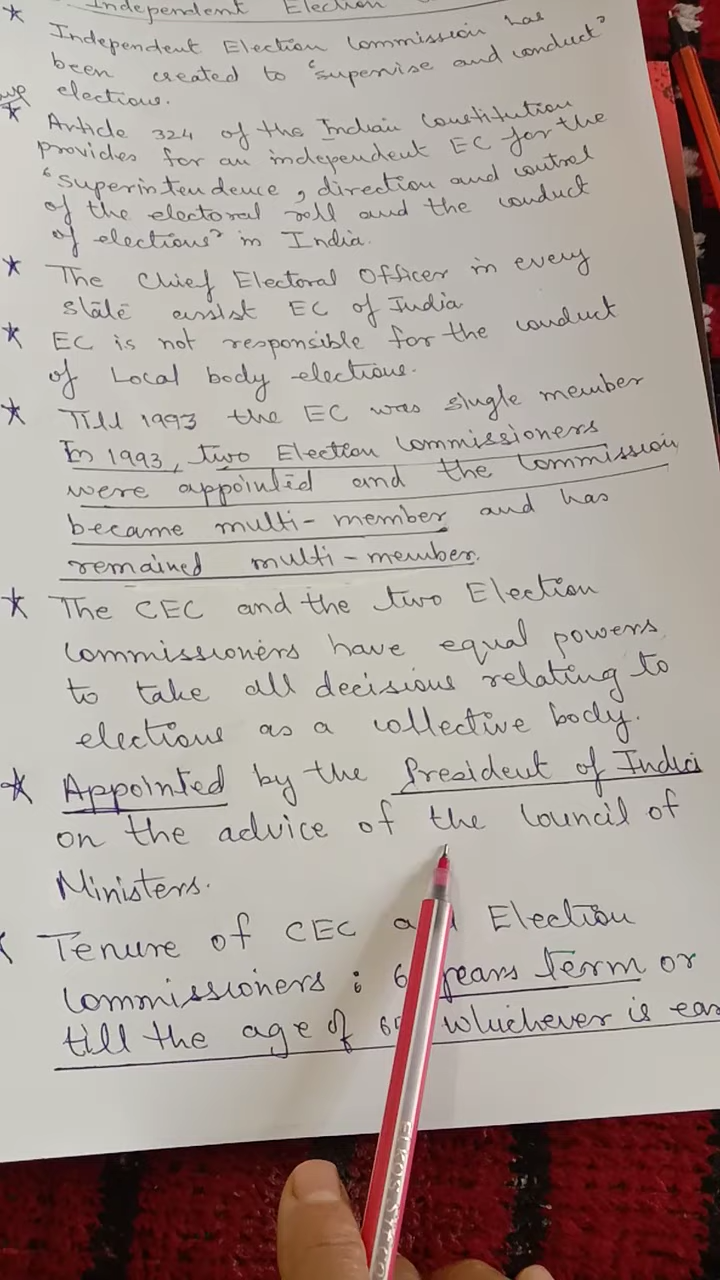 Independent Election
* Independent Election Commission has
been created to "supervise and conduct"
elections.
* Article 324 of the Indian Constitution
provides for an independent EC for the
"superintendence, direction and control
of the electoral roll and the conduct
of elections" in India.
* The Chief Electoral Officer in every
state assist EC of India
* EC is not responsible for the conduct
of Local body elections.
* Till 1993 the EC was single member
In 1993, two Election Commissioners
were appointed and the Commission
became multi-member and has
remained multi-member.
* The CEC and the two Election
Commissioners have equal powers
to take all decisions relating to
elections as a collective body.
* Appointed by the President of India
on the advice of the Council of
Ministers.
Tenure of CEC Election
Commissioners : 6 years term or
till the age of whichever is